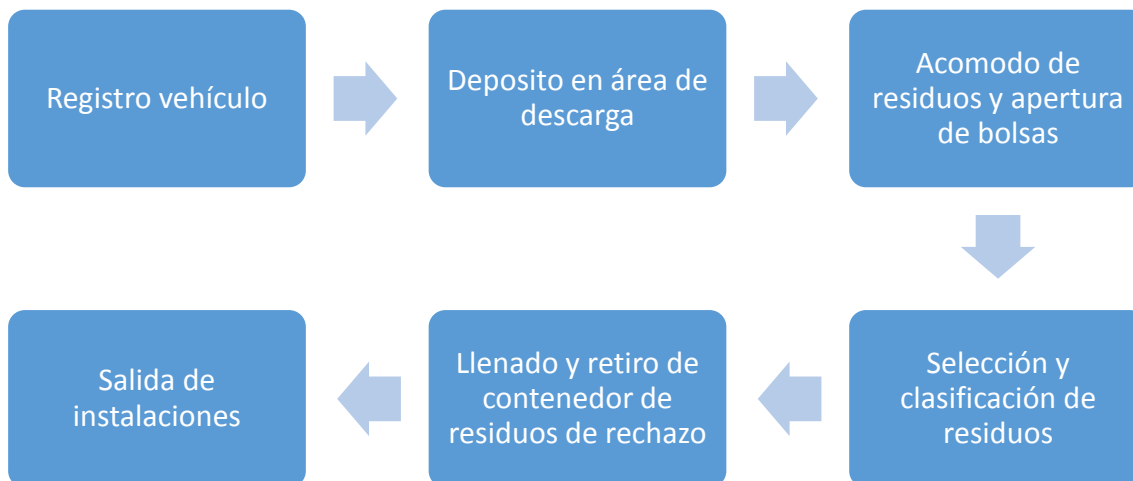 Registro vehículo
Deposito en área de
descarga
Acomodo de
residuos y apertura
de bolsas
Selección y
clasificación de
residuos
Llenado y retiro de
contenedor de
residuos de rechazo
Salida de
instalaciones